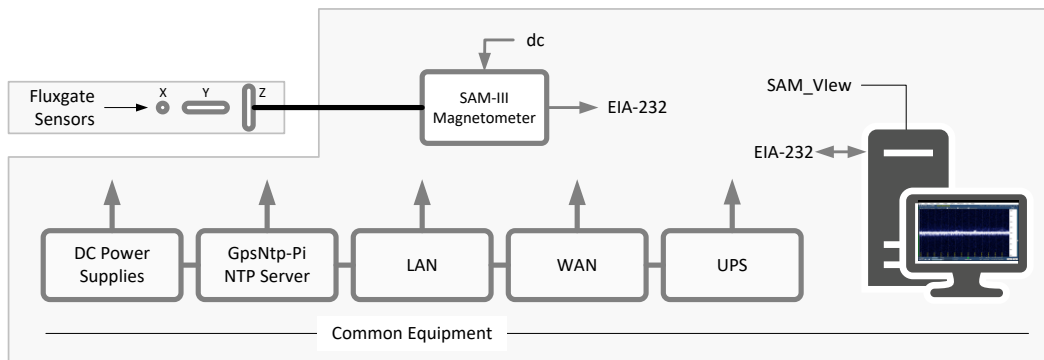 dc
X Y Z
Fluxgate
Sensors
SAM-III
Magnetometer
EIA-232
SAM_VIew
EIA-232
DC Power
Supplies
GpsNtp-Pi
NTP Server
LAN
WAN
UPS
Common Equipment